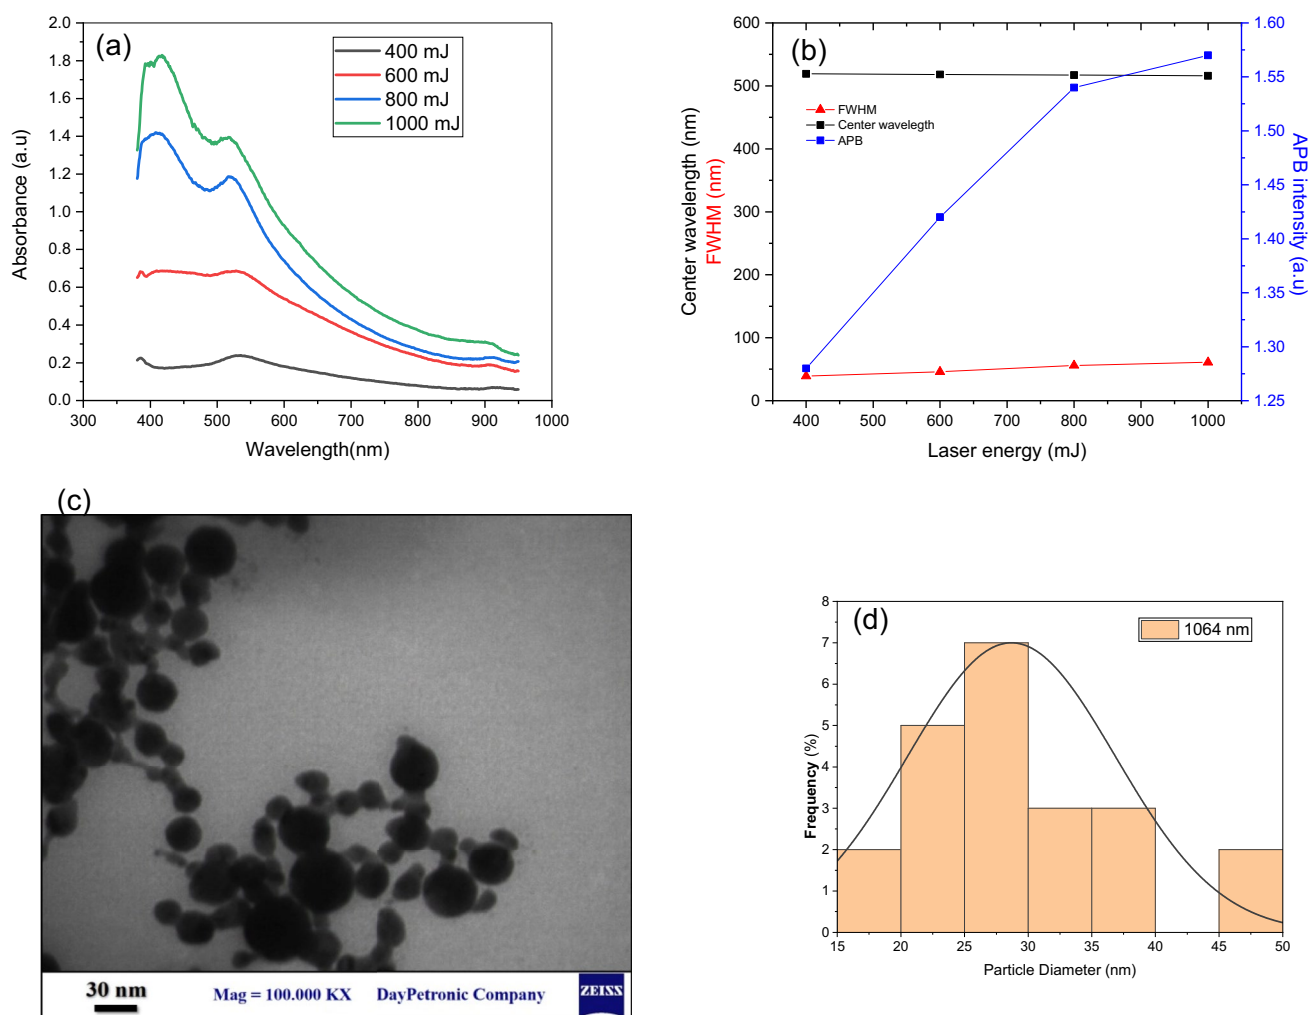 (a)
2.0
1.8
1.6
1.4
1.2
1.0
0.8
0.6
0.4
0.2
0.0
300 400 500 600 700 800 900 1000
Absorbance (a.u)
Wavelength(nm)
400 mJ
600 mJ
800 mJ
1000 mJ
(b)
600
500
400
300
200
100
0
400 500 600 700 800 900 1000
1.60
1.55
1.50
1.45
1.40
1.35
1.30
1.25
Center wavelength (nm)
FWHM (nm)
APB intensity (a.u)
Laser energy (mJ)
FWHM
Center wavelegth
APB
(c)
30 nm
Mag = 100.000 KX DayPetronic Company
ZEISS
(d)
8
7
6
5
4
3
2
1
0
15 20 25 30 35 40 45 50
Frequency (%)
Particle Diameter (nm)
1064 nm